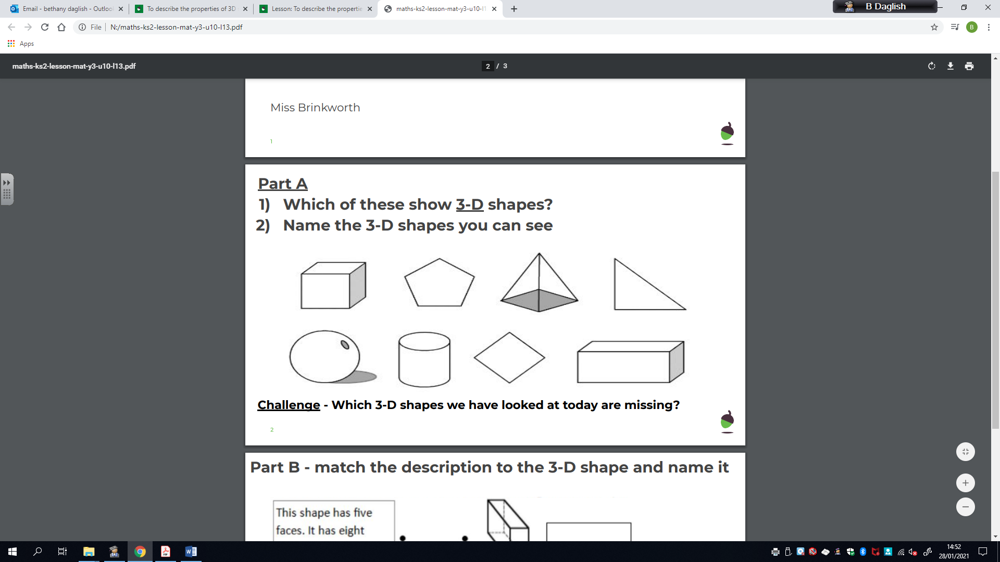 Email - bethany daglish - Outloo
To describe the properties of 3D
Lesson: To describe the propertie
maths-ks2-lesson-mat-y3-u10-l1
B Daglish
File
N:/maths-ks2-lesson-mat-y3-u10-l13.pdf
B
Apps
maths-ks2-lesson-mat-y3-u10-l13.pdf
2 / 3
Miss Brinkworth
1
Part A
1) Which of these show 3-D shapes?
2) Name the 3-D shapes you can see
Challenge - Which 3-D shapes we have looked at today are missing?
2
Part B - match the description to the 3-D shape and name it
This shape has five
faces. It has eight
14:52
28/01/2021